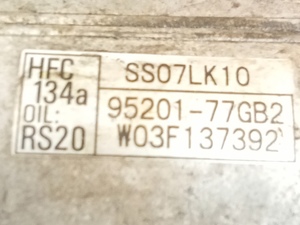 HFC
134a
OIL:
RS20
SS07LK10
95201-77GB2
W03F137392